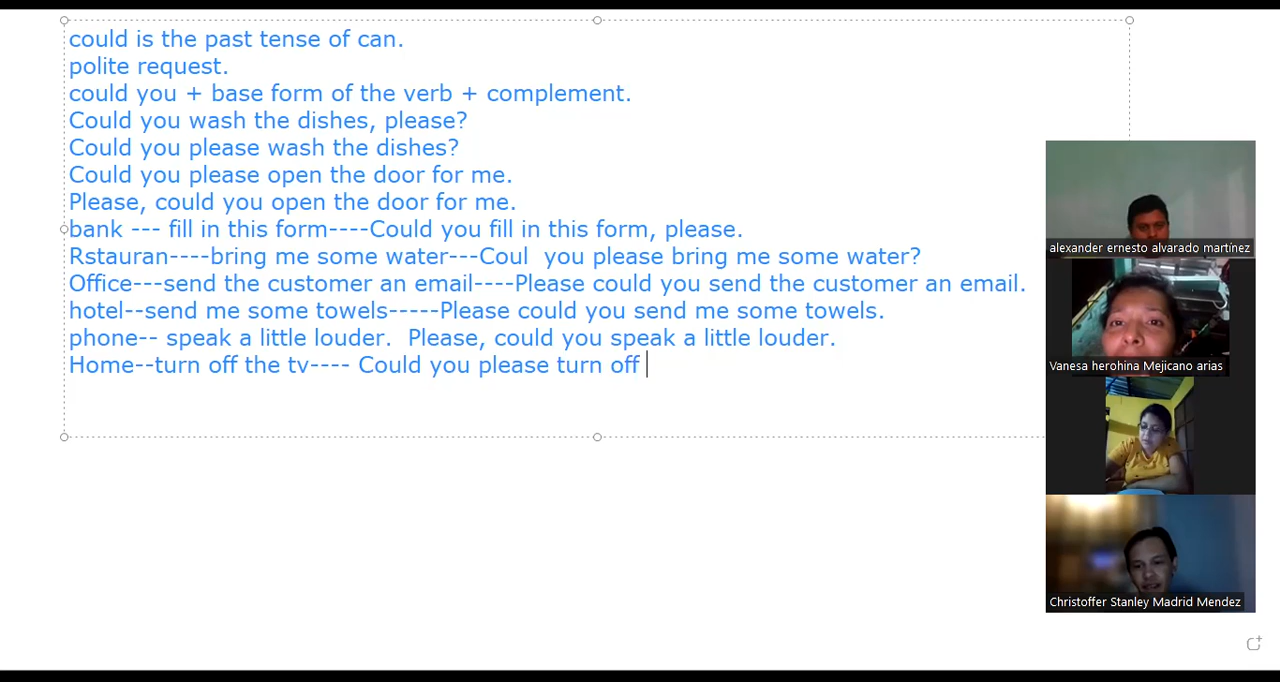 could is the past tense of can.
polite request.
could you + base form of the verb + complement.
Could you wash the dishes, please?
Could you please wash the dishes?
Could you please open the door for me.
Please, could you open the door for me.
bank --- fill in this form----Could you fill in this form, please.
Rstauran----bring me some water---Coul  you please bring me some water?
Office---send the customer an email----Please could you send the customer an email.
hotel--send me some towels-----Please could you send me some towels.
phone-- speak a little louder.  Please, could you speak a little louder.
Home--turn off the tv---- Could you please turn off
alexander ernesto alvarado martínez
Vanesa herohina Mejicano arias
Christoffer Stanley Madrid Mendez